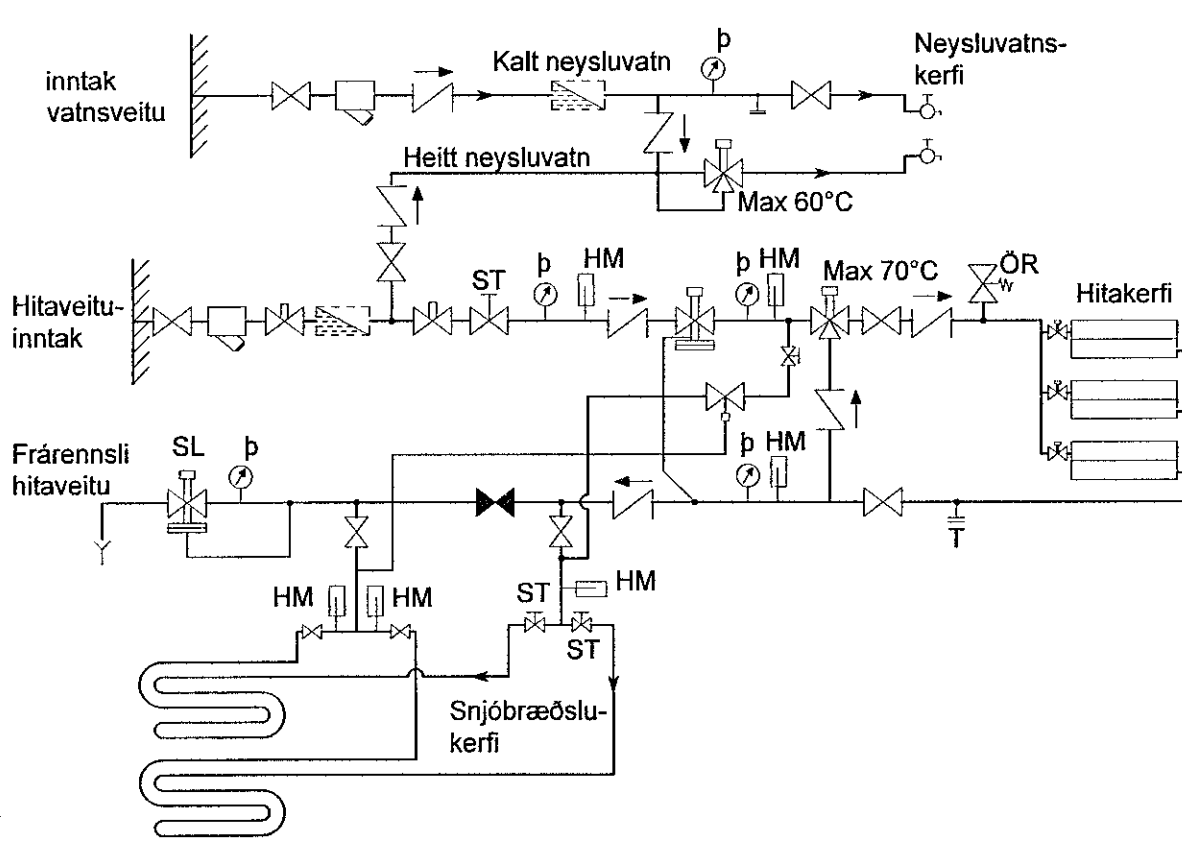 inntak
vatnsveitu
Kalt neysluvatn
þ
Neysluvatns-
kerfi
Heitt neysluvatn
Max 60°C
Hitaveitu-
inntak
ST
þ
HM
þ
HM
Max 70°C
ÖR
Hitakerfi
Frárennsli
hitaveitu
SL
þ
þ
HM
HM
HM
ST
HM
ST
Snjóbræðslu-
kerfi